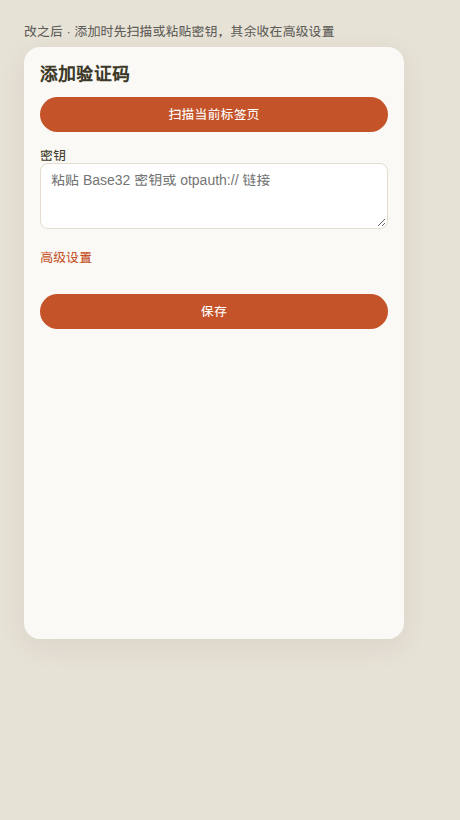 改之后 · 添加时先扫描或粘贴密钥，其余收在高级设置
添加验证码
扫描当前标签页
密钥
粘贴 Base32 密钥或 otpauth:// 链接
高级设置
保存